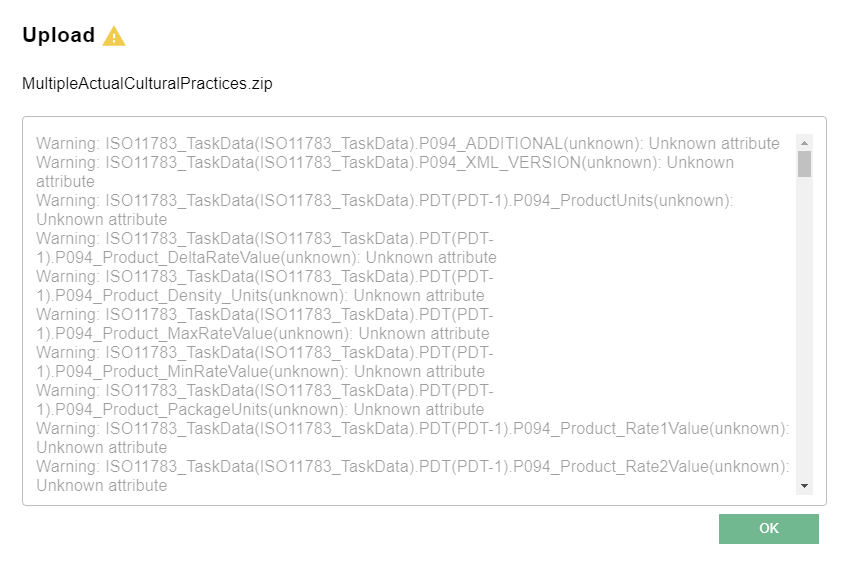 Upload
MultipleActualCulturalPractices.zip
Warning: ISO11783_TaskData(ISO11783_TaskData).P094_ADDITIONAL(unknown): Unknown attribute
Warning: ISO11783_TaskData(ISO11783_TaskData).P094_XML_VERSION(unknown): Unknown
attribute
Warning: ISO11783_TaskData(ISO11783_TaskData).PDT(PDT-1).P094_ProductUnits(unknown):
Unknown attribute
Warning: ISO11783_TaskData(ISO11783_TaskData).PDT(PDT-
1).P094_Product_DeltaRateValue(unknown): Unknown attribute
Warning: ISO11783_TaskData(ISO11783_TaskData).PDT(PDT-
1).P094_Product_Density_Units(unknown): Unknown attribute
Warning: ISO11783_TaskData(ISO11783_TaskData).PDT(PDT-
1).P094_Product_MaxRateValue(unknown): Unknown attribute
Warning: ISO11783_TaskData(ISO11783_TaskData).PDT(PDT-
1).P094_Product_MinRateValue(unknown): Unknown attribute
Warning: ISO11783_TaskData(ISO11783_TaskData).PDT(PDT-
1).P094_Product_PackageUnits(unknown): Unknown attribute
Warning: ISO11783_TaskData(ISO11783_TaskData).PDT(PDT-1).P094_Product_Rate1Value(unknown):
Unknown attribute
Warning: ISO11783_TaskData(ISO11783_TaskData).PDT(PDT-1).P094_Product_Rate2Value(unknown):
Unknown attribute
OK